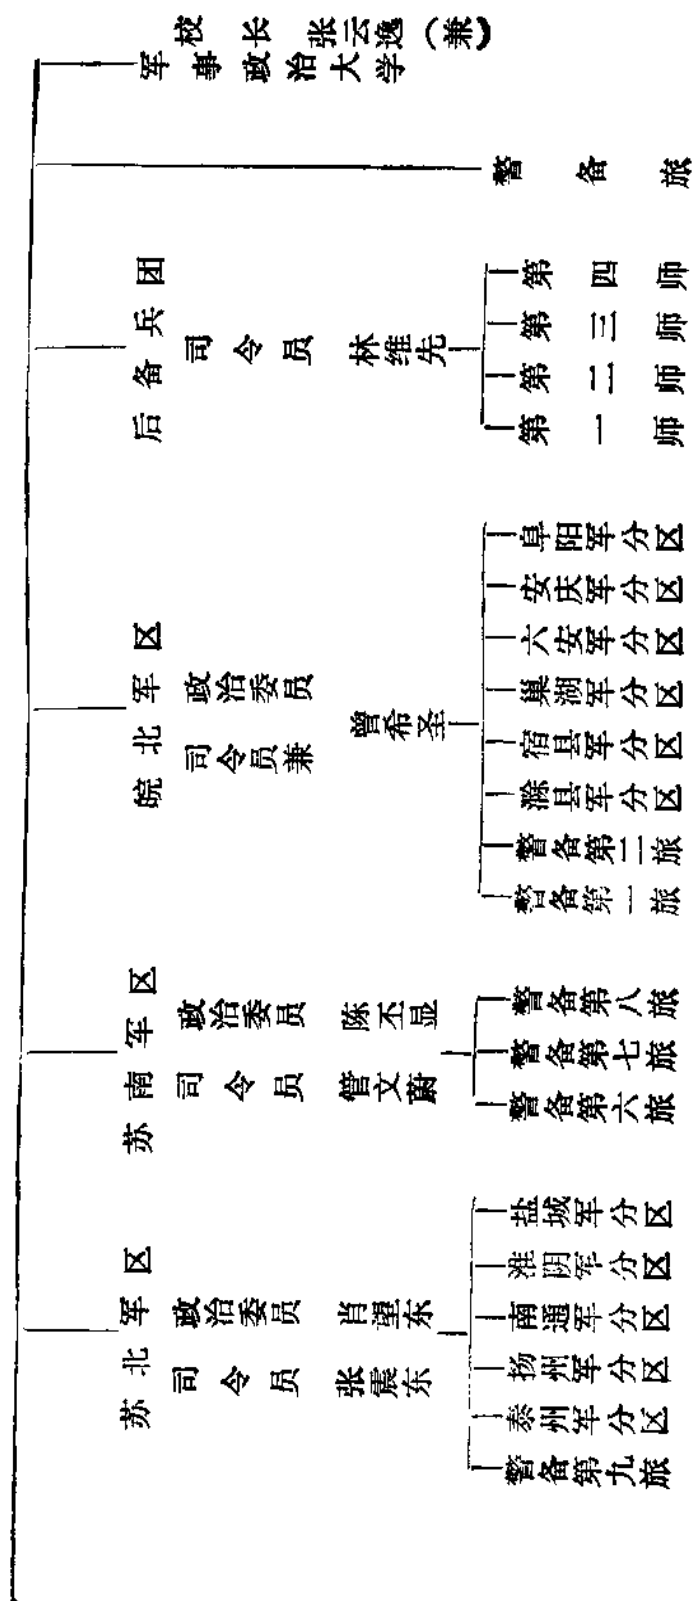 苏北军区
司令员 张震东
政治委员 肖望东
警备第九旅
泰州军分区
扬州军分区
南通军分区
淮阴军分区
盐城军分区
苏南军区
司令员 管文蔚
政治委员 陈丕显
警备第六旅
警备第七旅
警备第八旅
皖北军区
司令员兼
政治委员
曾希圣
警备第一旅
警备第二旅
滁县军分区
宿县军分区
巢湖军分区
六安军分区
安庆军分区
阜阳军分区
后备兵团
司令员 林维先
第一师
第二师
第三师
第四师
警备旅
军事政治大学
校长 张云逸（兼）